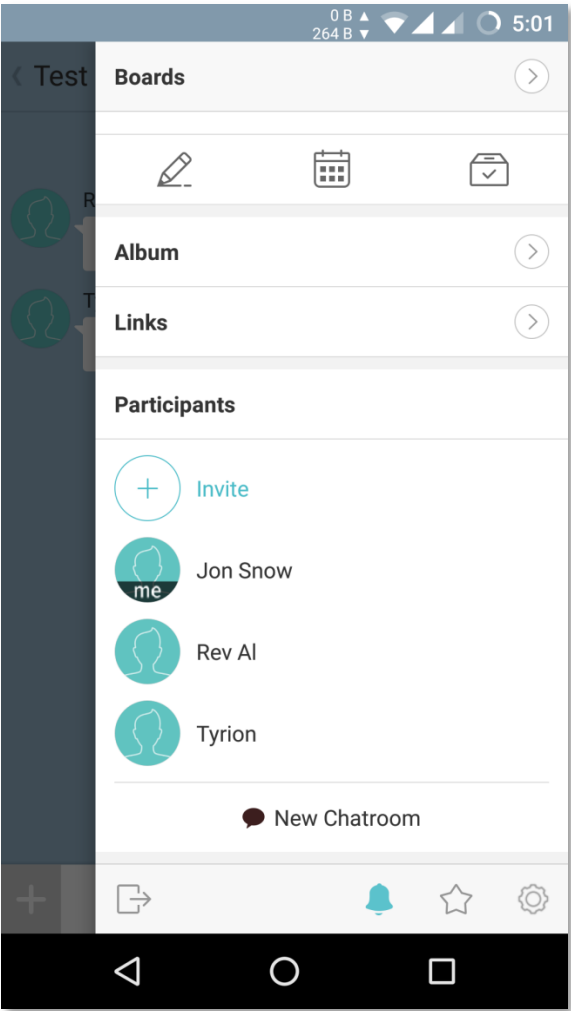 0 B ▲
264 B ▼
5:01
Test
Boards
R
T
Album
Links
Participants
Invite
me
Jon Snow
Rev Al
Tyrion
New Chatroom